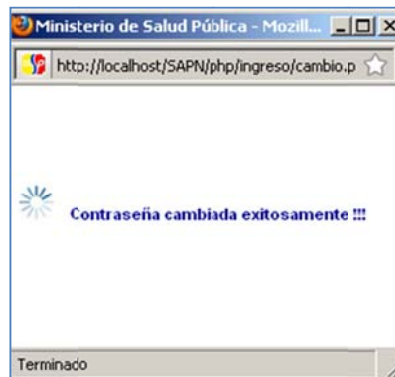 Ministerio de Salud Pública - Mozill...
http://localhost/SAPN/php/ingreso/cambio.p
Contraseña cambiada exitosamente !!!
Terminado